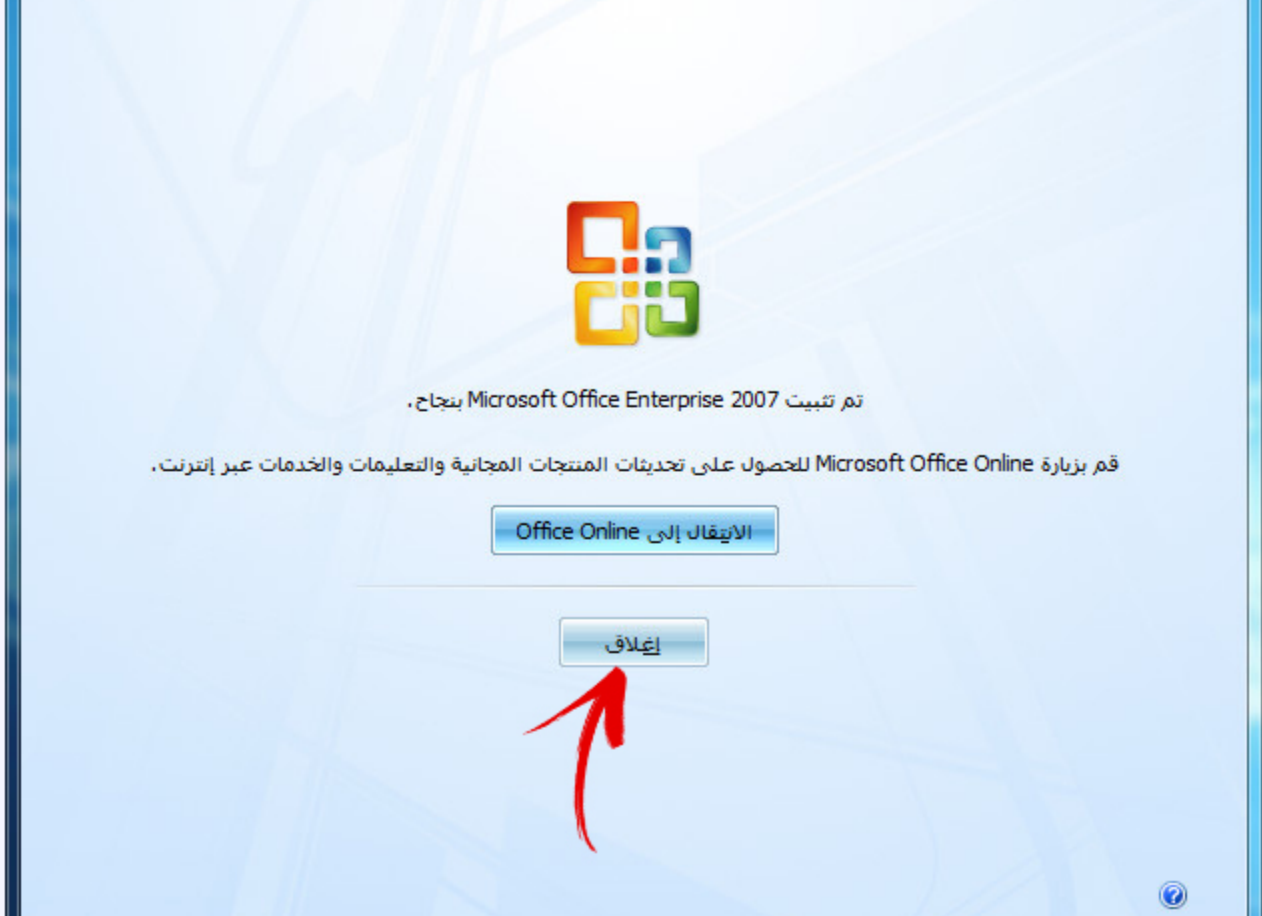 تم تثبيت Microsoft Office Enterprise 2007 بنجاح.
قم بزيارة Microsoft Office Online للحصول على تحديثات المنتجات المجانية والتعليمات والخدمات عبر إنترنت.
الانتقال إلى Office Online
إغلاق